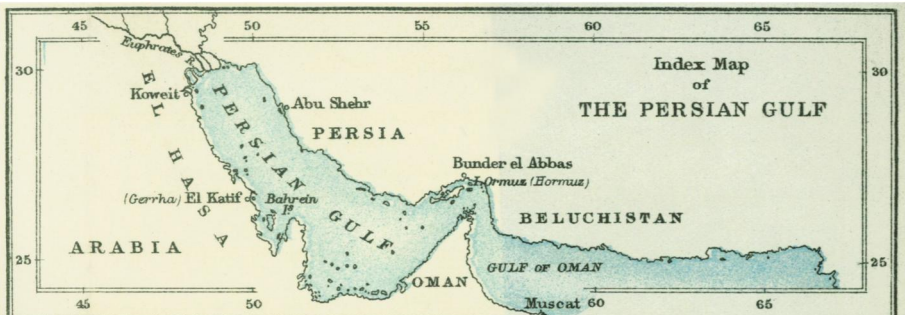 45 50 55 60 65
Euphrates R.
30 30
Index Map
of
THE PERSIAN GULF
Koweit
Abu Shehr
EL HASA
PERSIAN GULF
PERSIA
Bunder el Abbas
I. Ormuz (Hormuz)
(Gerrha) El Katif
Bahrein
Iˢ
BELUCHISTAN
ARABIA
25 25
OMAN
GULF OF OMAN
Muscat
45 50 60 65